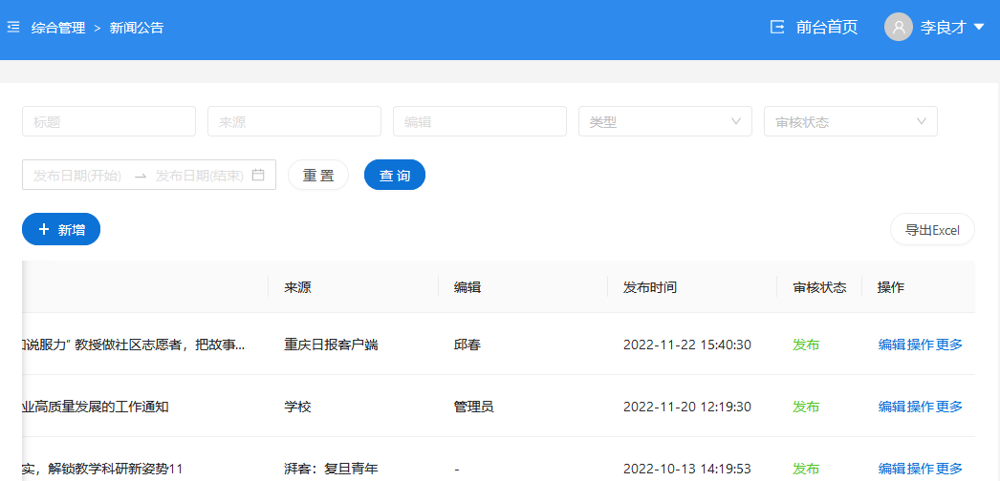 综合管理 > 新闻公告 前台首页 李良才
标题 来源 编辑 类型 审核状态
发布日期(开始) → 发布日期(结束) 重置 查询
+ 新增 导出Excel
来源 编辑 发布时间 审核状态 操作
说服力” 教授做社区志愿者，把故事... 重庆日报客户端 邱春 2022-11-22 15:40:30 发布 编辑 操作 更多
业高质量发展的工作通知 学校 管理员 2022-11-20 12:19:30 发布 编辑 操作 更多
实，解锁教学科研新姿势11 湃客：复旦青年 - 2022-10-13 14:19:53 发布 编辑 操作 更多